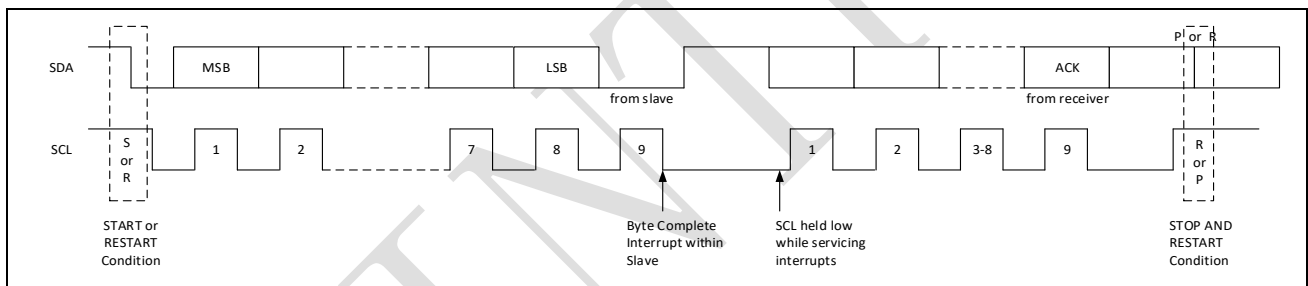 P or R
SDA
MSB
LSB
ACK
from slave
from receiver
SCL
S
or
R
1
2
7
8
9
1
2
3-8
9
R
or
P
START or
RESTART
Condition
Byte Complete
Interrupt within
Slave
SCL held low
while servicing
interrupts
STOP AND
RESTART
Condition